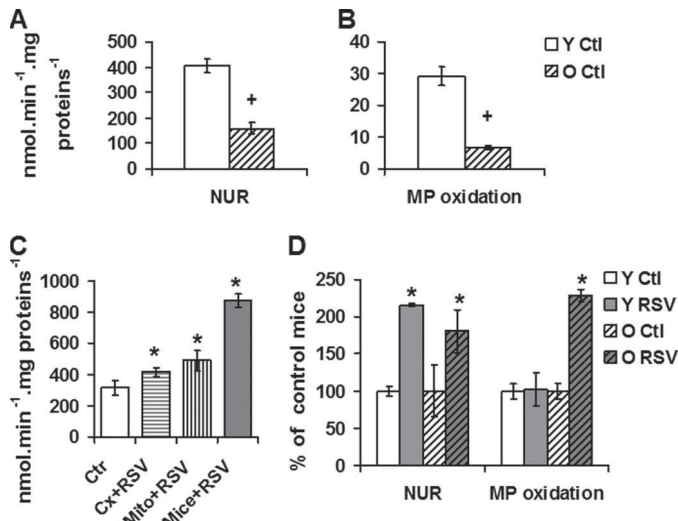 A
B
nmol.min⁻¹.mg
proteins⁻¹
500
400
300
200
100
0
+
NUR
40
30
20
10
0
+
MP oxidation
Y Ctl
O Ctl
C
nmol.min⁻¹.mg proteins⁻¹
1000
800
600
400
200
0
*
*
*
Ctr
Cx+RSV
Mito+RSV
Mice+RSV
D
% of control mice
250
200
150
100
50
0
*
*
*
NUR
MP oxidation
Y Ctl
Y RSV
O Ctl
O RSV